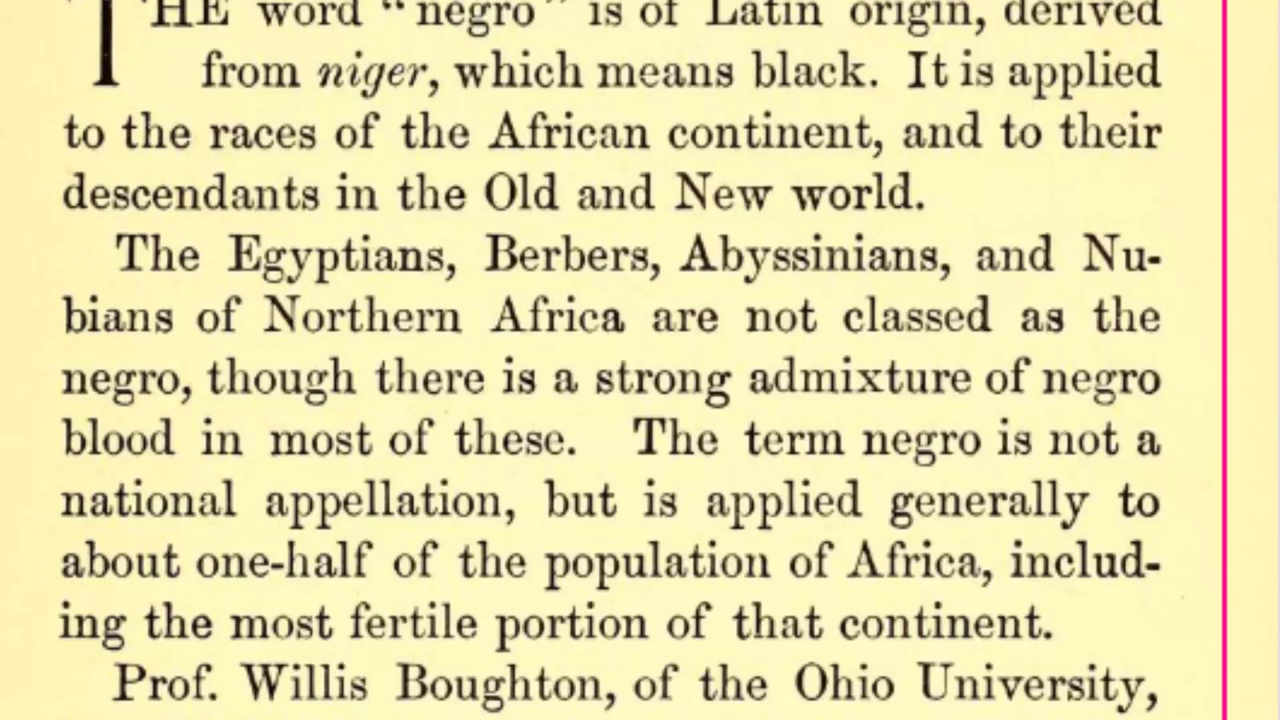 THE word "negro" is of Latin origin, derived
from niger, which means black. It is applied
to the races of the African continent, and to their
descendants in the Old and New world.
The Egyptians, Berbers, Abyssinians, and Nu-
bians of Northern Africa are not classed as the
negro, though there is a strong admixture of negro
blood in most of these. The term negro is not a
national appellation, but is applied generally to
about one-half of the population of Africa, includ-
ing the most fertile portion of that continent.
Prof. Willis Boughton, of the Ohio University,